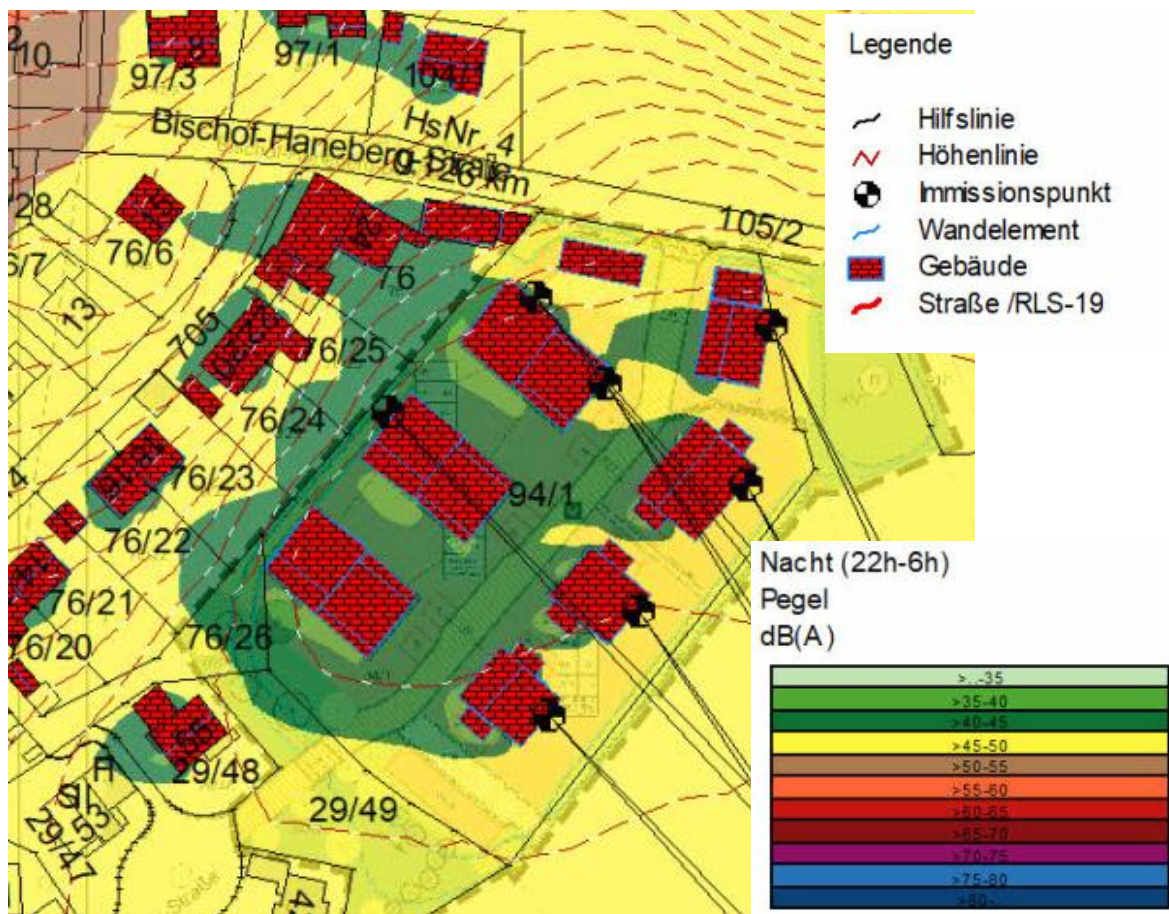 10
97/3
97/1
HsNr. 4
Bischof-Haneberg-Straße
0+126 km
105/2
28
76/6
76
13
705
76/25
76/24
76/23
94/1
76/22
76/21
76/20
76/26
29/48
29/49
29/47
53
Legende
Hilfslinie
Höhenlinie
Immissionspunkt
Wandelement
Gebäude
Straße /RLS-19
Nacht (22h-6h)
Pegel
dB(A)
>..-35
>35-40
>40-45
>45-50
>50-55
>55-60
>60-65
>65-70
>70-75
>75-80
>80-